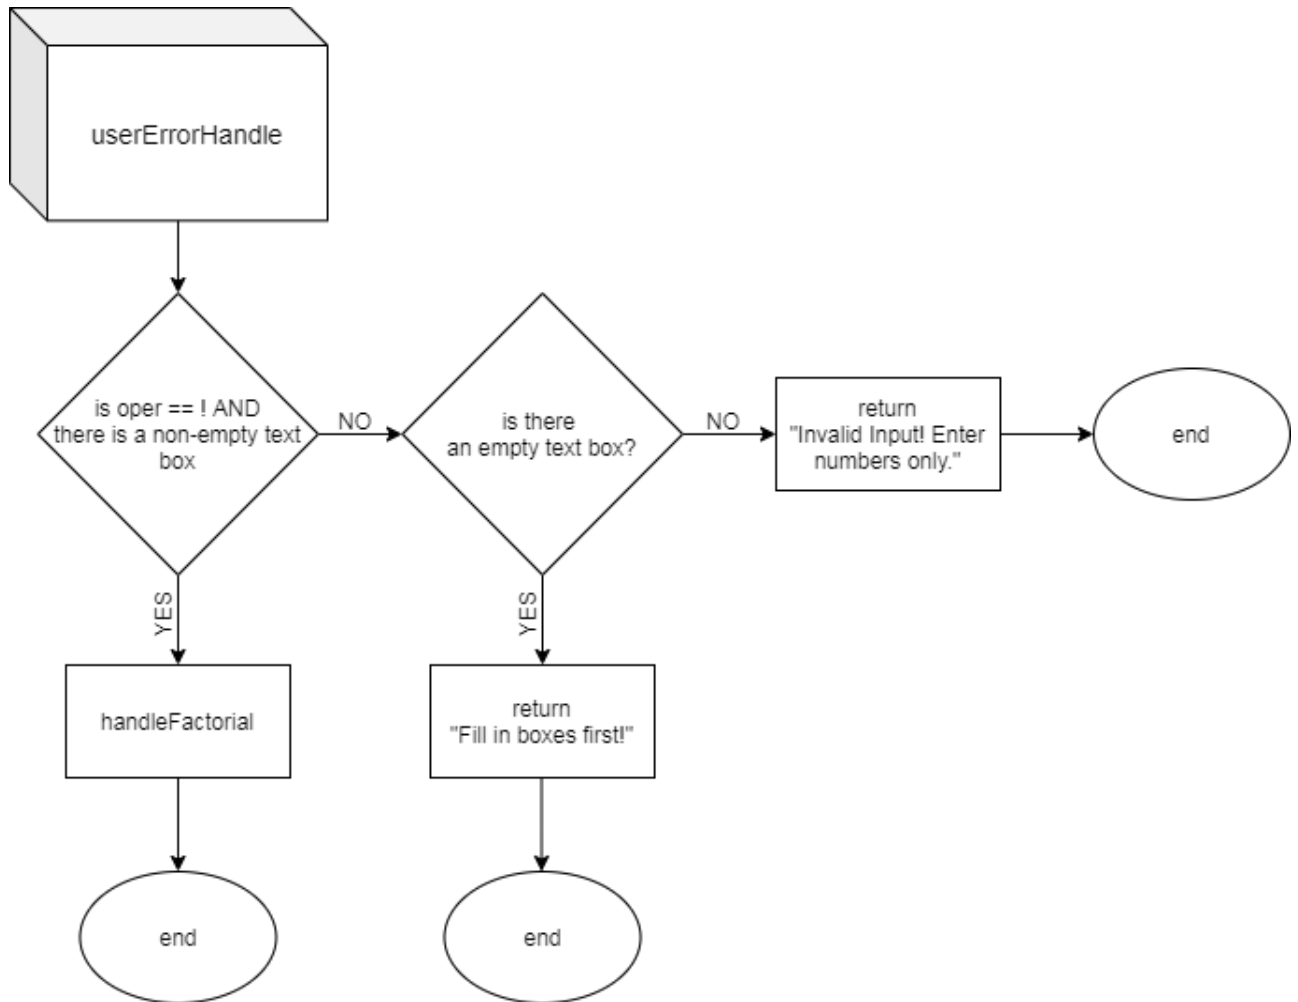 userErrorHandle
is oper == ! AND
there is a non-empty text
box
NO
is there
an empty text box?
NO
return
"Invalid Input! Enter
numbers only."
end
YES
YES
handleFactorial
return
"Fill in boxes first!"
end
end